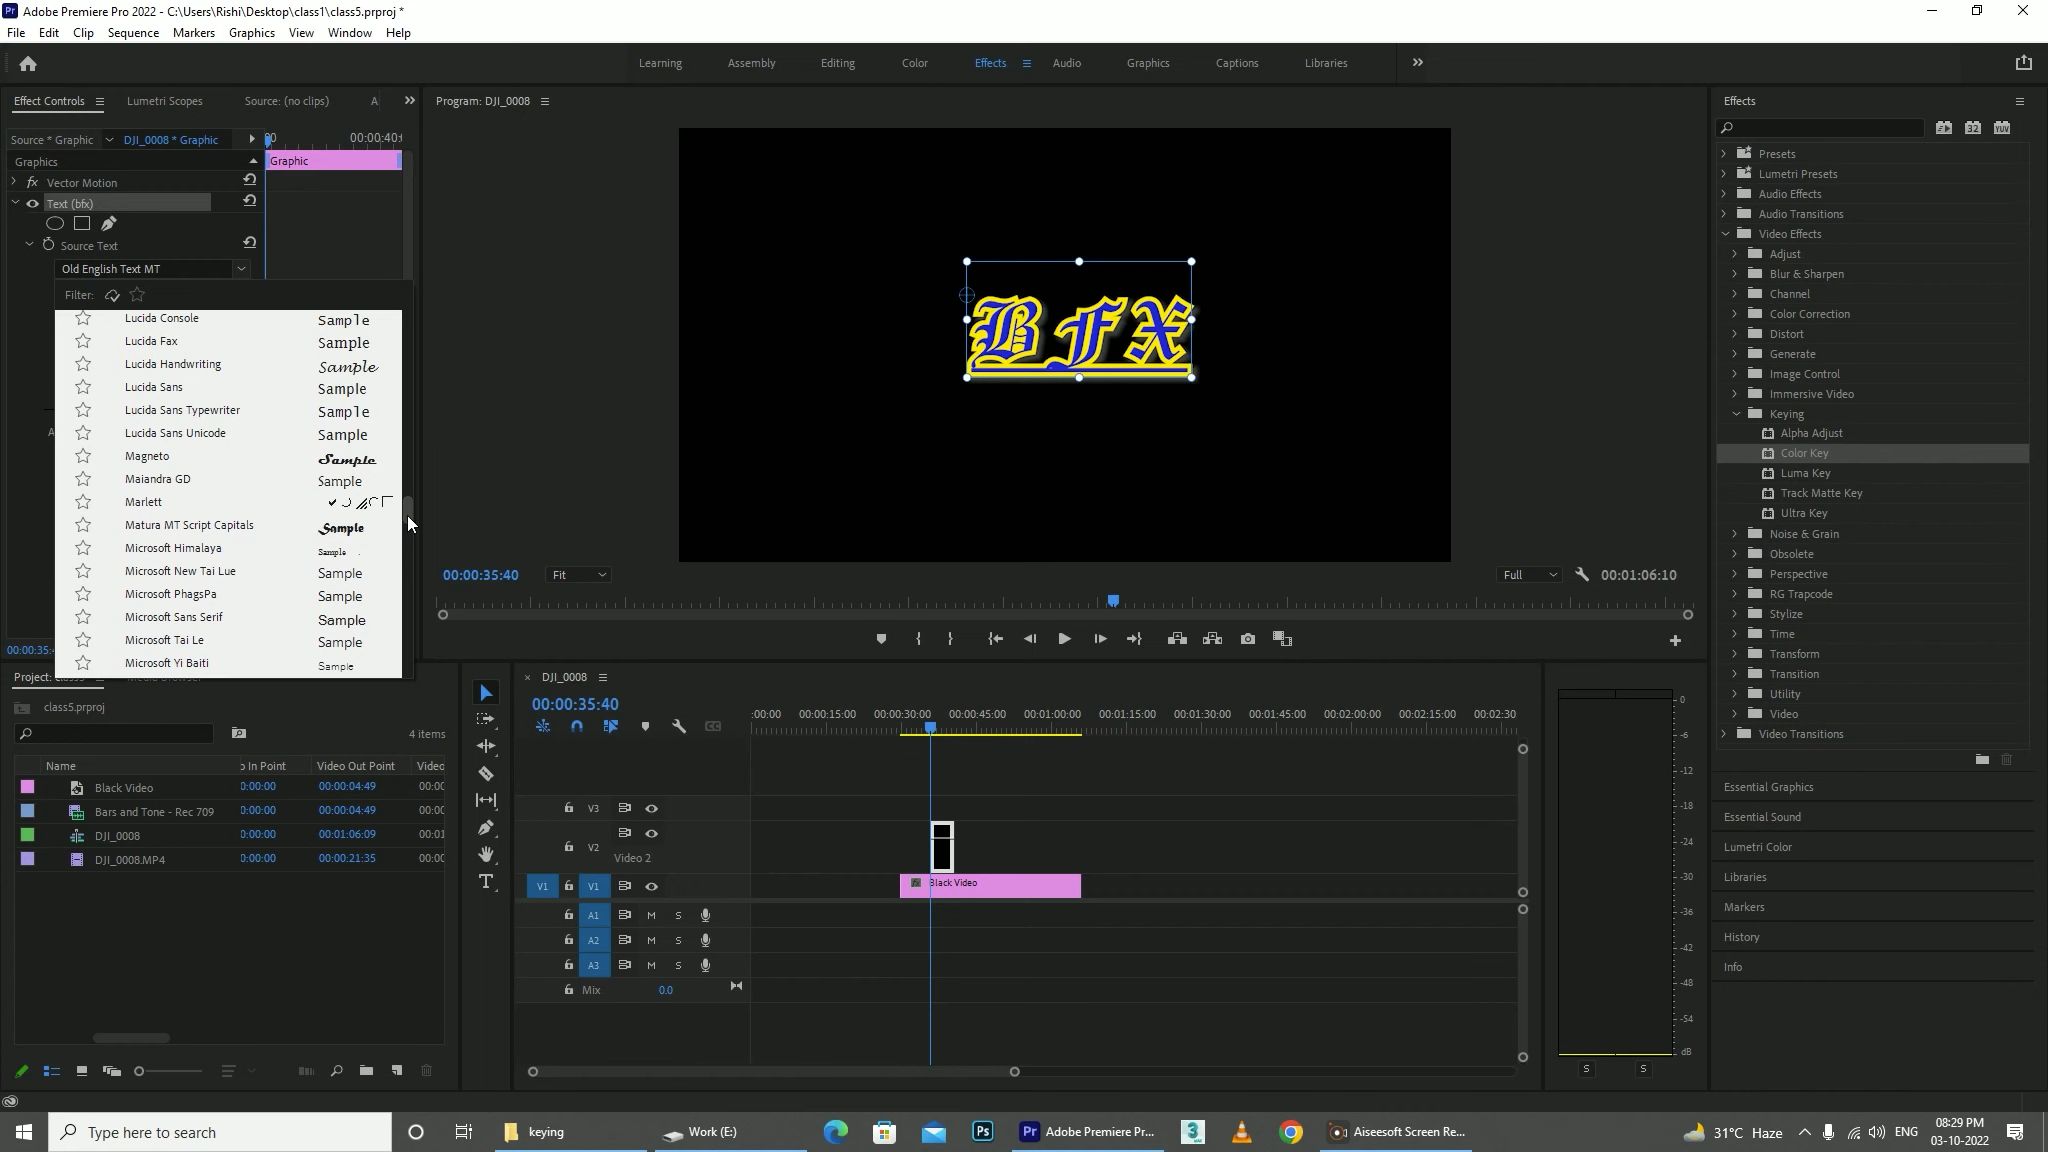 Adobe Premiere Pro 2022 - C:\Users\Rishi\Desktop\class1\class5.prproj *
File Edit Clip Sequence Markers Graphics View Window Help
Learning Assembly Editing Color Effects Audio Graphics Captions Libraries
Effect Controls Lumetri Scopes Source: (no clips) A
Program: DJI_0008
Effects
Source * Graphic DJI_0008 * Graphic 00:00:40:
Graphics Graphic
Vector Motion
Text (bfx)
Source Text
Old English Text MT
Filter:
Lucida Console Sample
Lucida Fax Sample
Lucida Handwriting Sample
Lucida Sans Sample
Lucida Sans Typewriter Sample
Lucida Sans Unicode Sample
Magneto Sample
Maiandra GD Sample
Marlett
Matura MT Script Capitals Sample
Microsoft Himalaya Sample
Microsoft New Tai Lue Sample
Microsoft PhagsPa Sample
Microsoft Sans Serif Sample
Microsoft Tai Le Sample
Microsoft Yi Baiti Sample
BFX
00:00:35:40 Fit Full 00:01:06:10
32 YUV
Presets
Lumetri Presets
Audio Effects
Audio Transitions
Video Effects
Adjust
Blur & Sharpen
Channel
Color Correction
Distort
Generate
Image Control
Immersive Video
Keying
Alpha Adjust
Color Key
Luma Key
Track Matte Key
Ultra Key
Noise & Grain
Obsolete
Perspective
RG Trapcode
Stylize
Time
Transform
Transition
Utility
Video
Video Transitions
Essential Graphics
Essential Sound
Lumetri Color
Libraries
Markers
History
Info
class5.prproj
4 items
Name Video Out Point Video
Black Video 0:00:00 00:00:04:49 00:0
Bars and Tone - Rec 709 0:00:00 00:00:04:49 00:0
DJI_0008 0:00:00 00:01:06:09 00:01
DJI_0008.MP4 0:00:00 00:00:21:35 00:0
× DJI_0008
00:00:35:40
:00:00 00:00:15:00 00:00:30:00 00:00:45:00 00:01:00:00 00:01:15:00 00:01:30:00 00:01:45:00 00:02:00:00 00:02:15:00 00:02:30
V3
V2
Video 2
V1 V1 Black Video
A1 M S
A2 M S
A3 M S
Mix 0.0
0
-6
-12
-18
-24
-30
-36
-42
-48
-54
dB
S S
Type here to search keying Work (E:) Adobe Premiere Pr... Aiseesoft Screen Re... 31°C Haze ENG 08:29 PM
03-10-2022